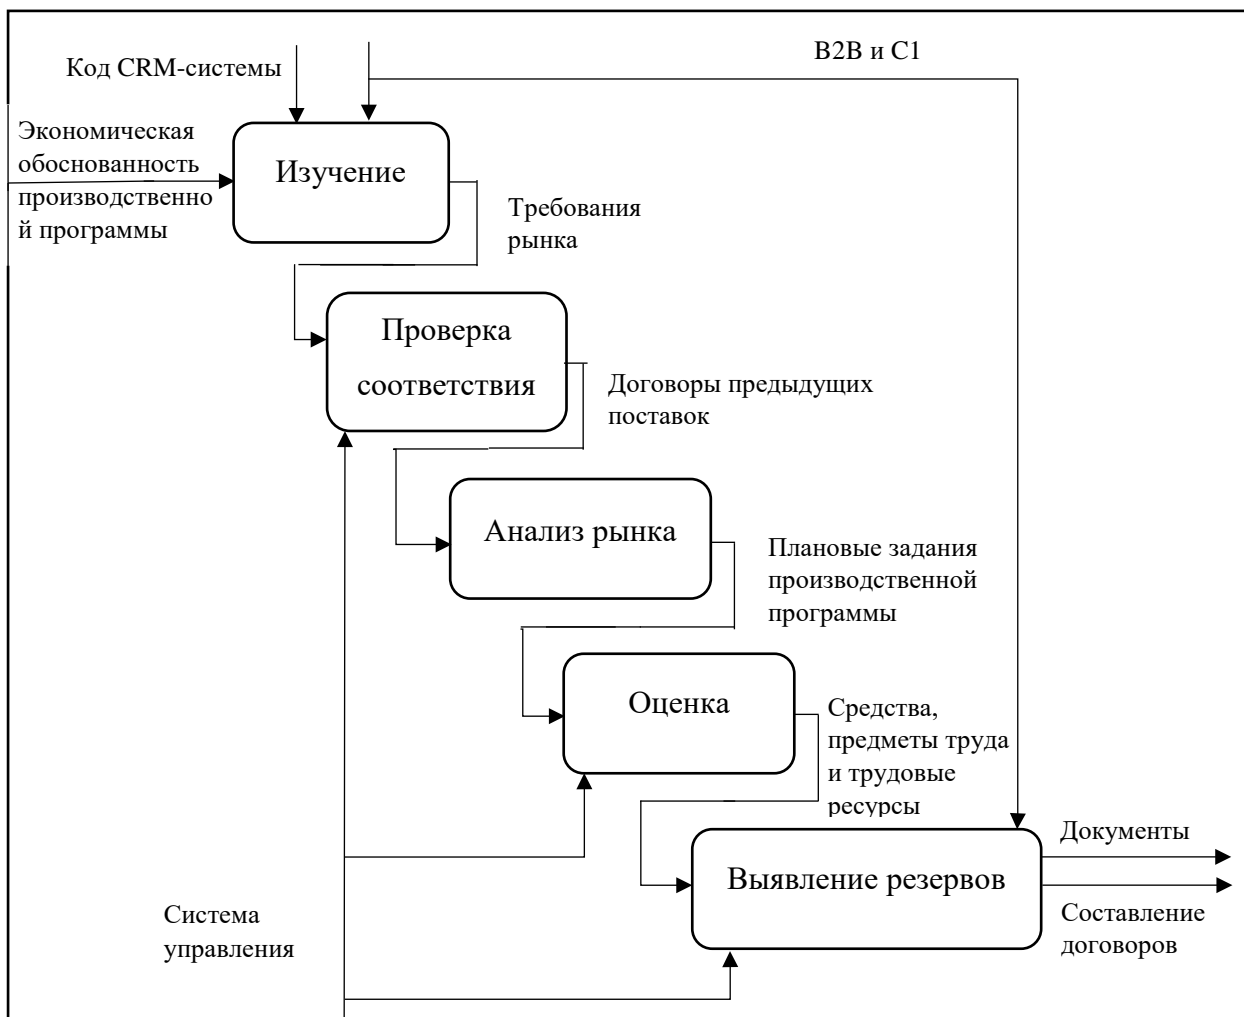 B2B и C1
Код CRM-системы
Экономическая
обоснованность
производственно
й программы
Изучение
Требования
рынка
Проверка
соответствия
Договоры предыдущих
поставок
Анализ рынка
Плановые задания
производственной
программы
Оценка
Средства,
предметы труда
и трудовые
ресурсы
Документы
Выявление резервов
Составление
договоров
Система
управления